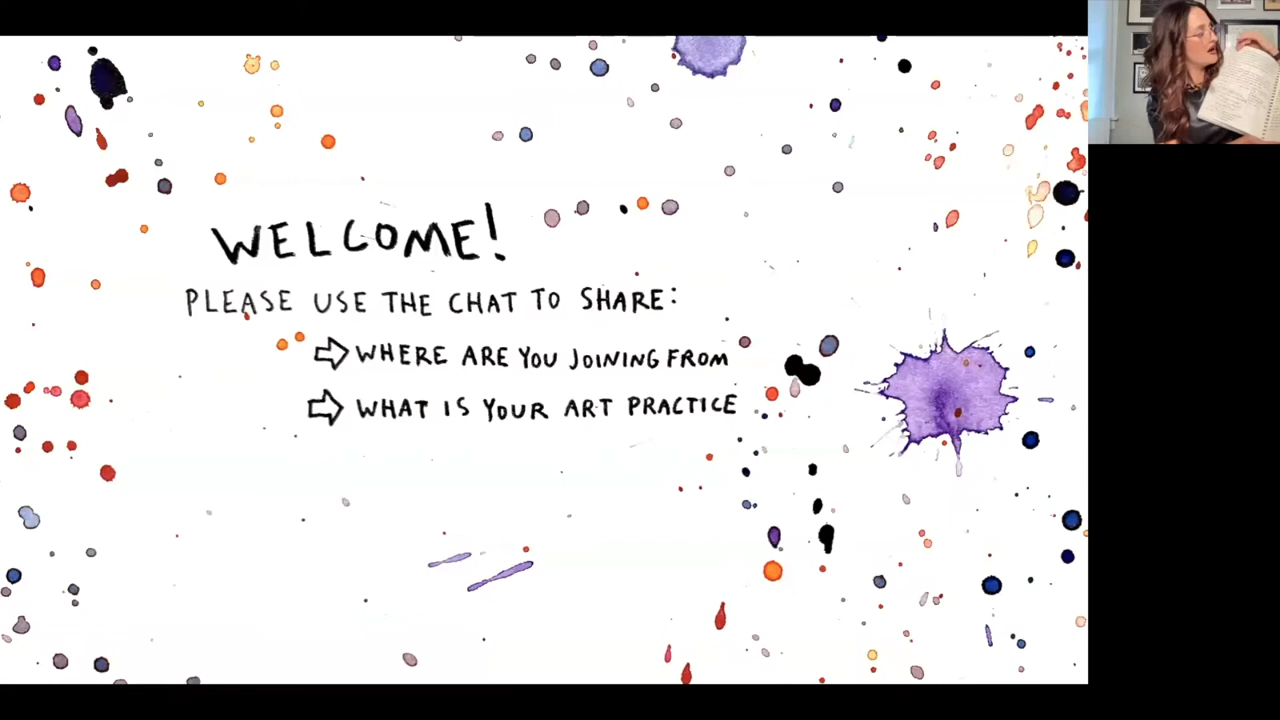 WELCOME!
PLEASE USE THE CHAT TO SHARE:
WHERE ARE YOU JOINING FROM
WHAT IS YOUR ART PRACTICE